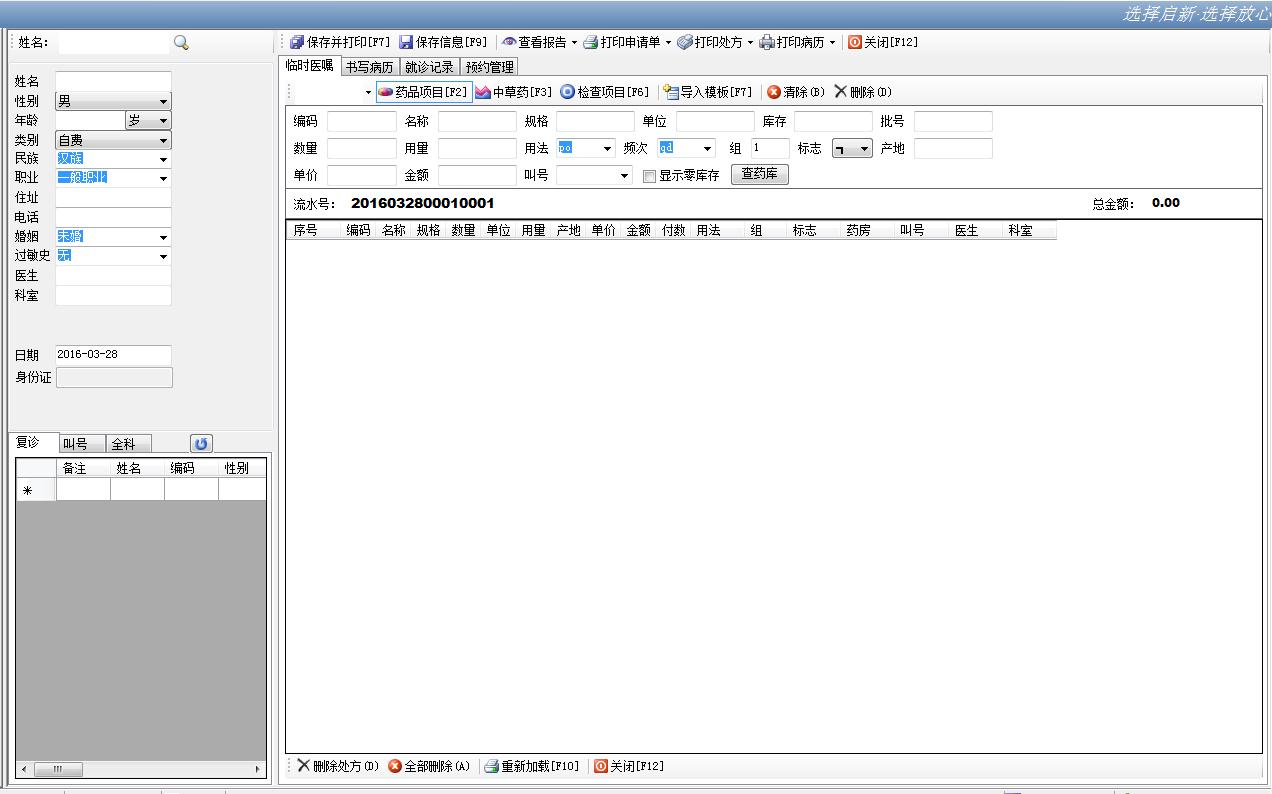 选择启新·选择放心
姓名:
保存并打印[F7] 保存信息[F9] 查看报告 打印申请单 打印处方 打印病历 关闭[F12]
临时医嘱 书写病历 就诊记录 预约管理
药品项目[F2] 中草药[F3] 检查项目[F6] 导入模板[F7] 清除(B) 删除(D)
编码 名称 规格 单位 库存 批号
数量 用量 用法 po 频次 qd 组 1 标志 ┓ 产地
单价 金额 叫号 显示零库存 查药库
流水号: 2016032800010001 总金额: 0.00
序号 编码 名称 规格 数量 单位 用量 产地 单价 金额 付数 用法 组 标志 药房 叫号 医生 科室
姓名
性别 男
年龄 岁
类别 自费
民族 汉族
职业 一般职业
住址
电话
婚姻 未婚
过敏史 无
医生
科室
日期 2016-03-28
身份证
复诊 叫号 全科
备注 姓名 编码 性别
删除处方(D) 全部删除(A) 重新加载[F10] 关闭[F12]